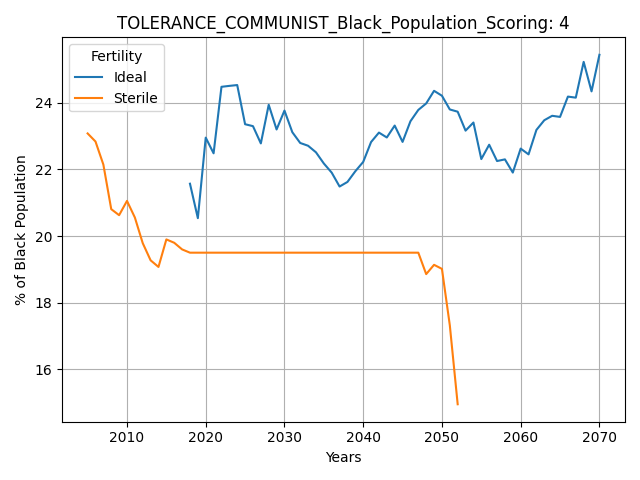 TOLERANCE_COMMUNIST_Black_Population_Scoring: 4
Fertility
Ideal
Sterile
% of Black Population
24
22
20
18
16
2010 2020 2030 2040 2050 2060 2070
Years